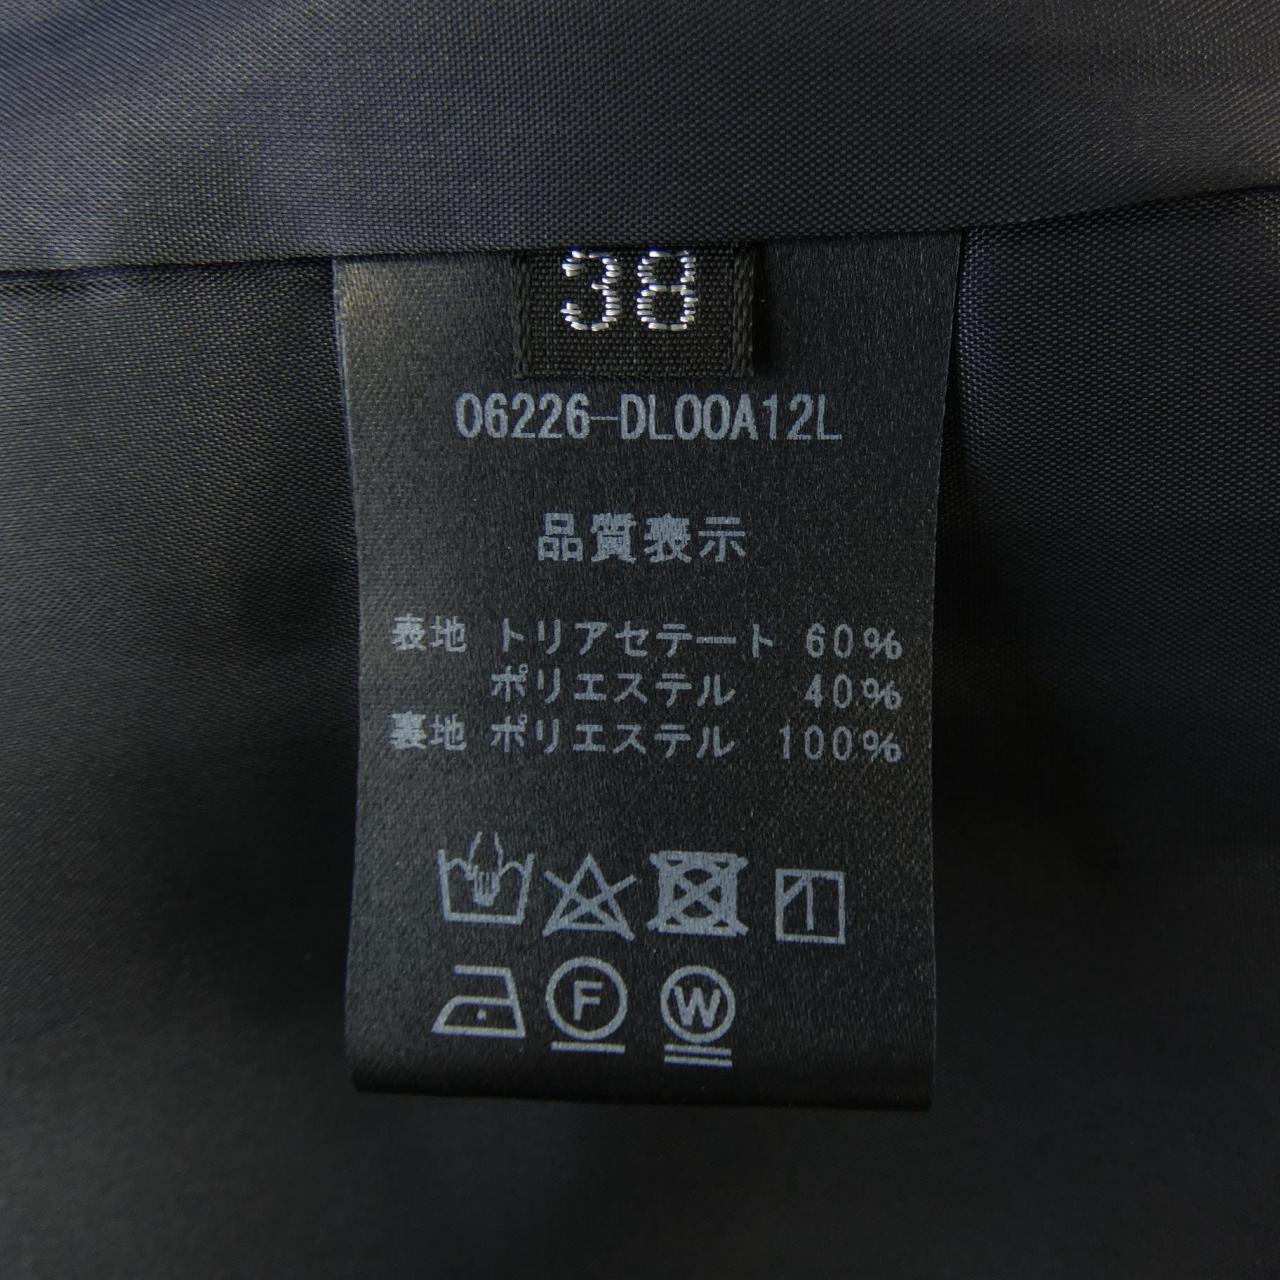 38
06226-DL00A12L
品質表示
表地 トリアセテート 60%
ポリエステル 40%
裏地 ポリエステル 100%
F W